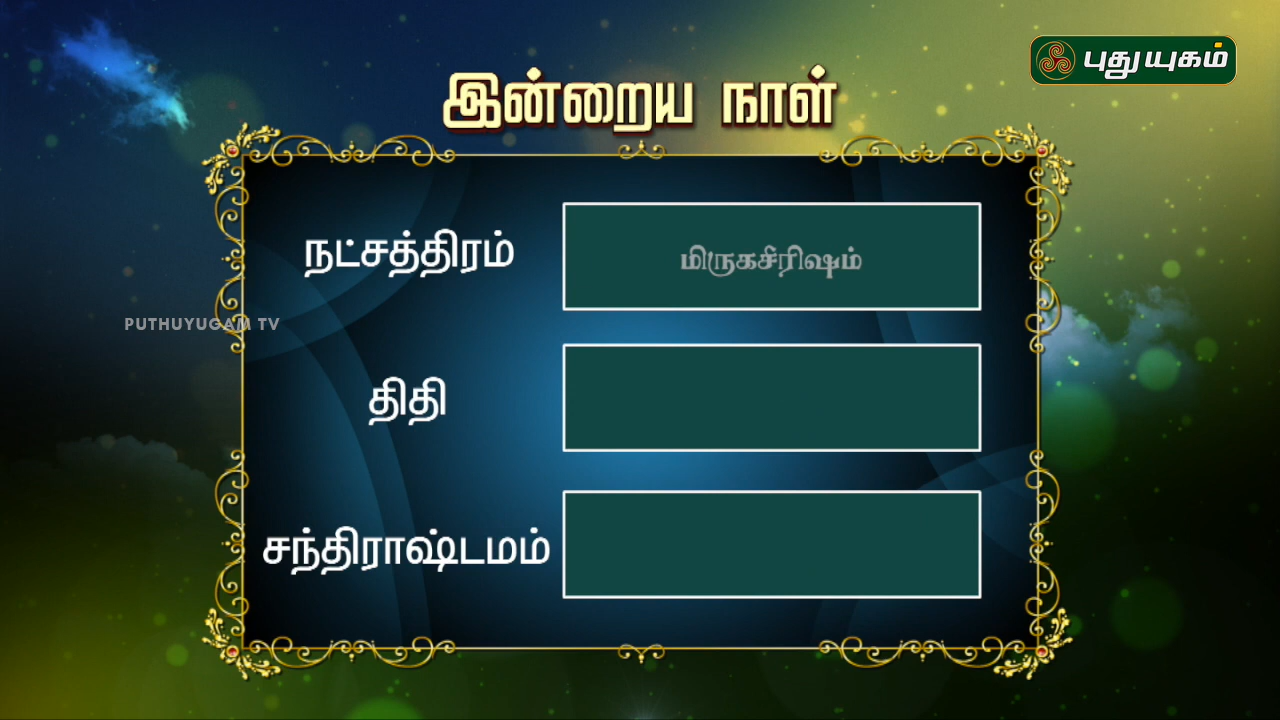 புதுயுகம்
இன்றைய நாள்
நட்சத்திரம்
மிருகசீரிஷம்
PUTHUYUGAM TV
திதி
சந்திராஷ்டமம்